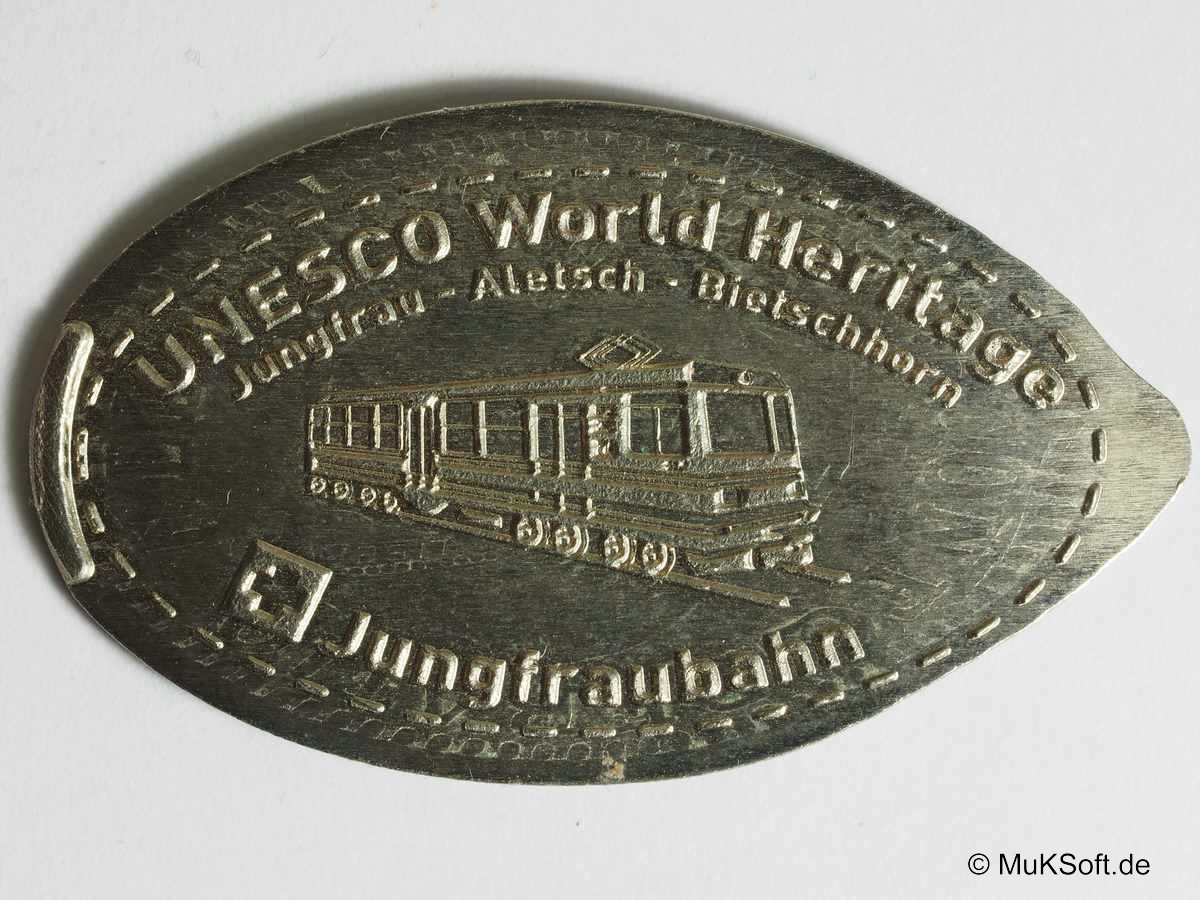 UNESCO World Heritage
Jungfrau - Aletsch - Bietschhorn
Jungfraubahn
© MuKSoft.de